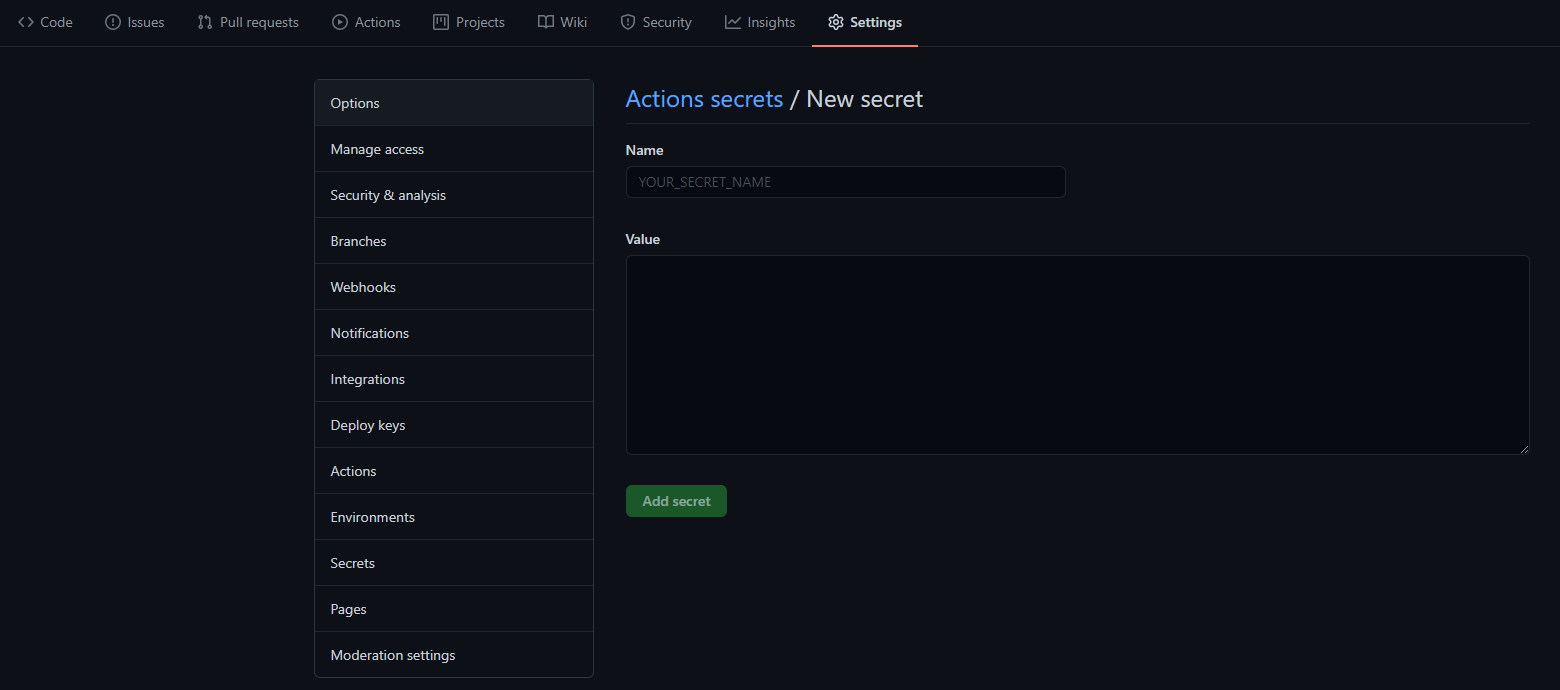 Code Issues Pull requests Actions Projects Wiki Security Insights Settings
Options
Manage access
Security & analysis
Branches
Webhooks
Notifications
Integrations
Deploy keys
Actions
Environments
Secrets
Pages
Moderation settings
Actions secrets / New secret
Name
YOUR_SECRET_NAME
Value
Add secret